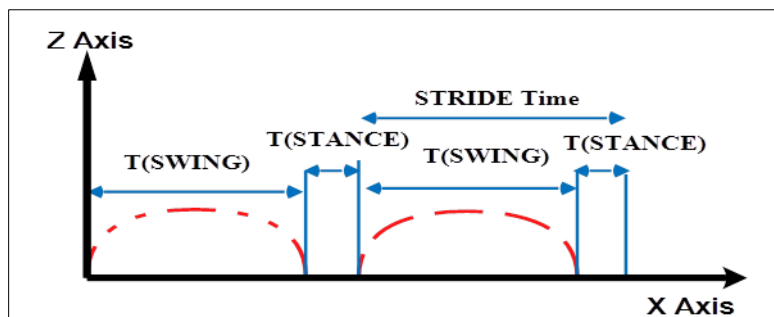 Z Axis
STRIDE Time
T(STANCE)
T(STANCE)
T(SWING)
T(SWING)
X Axis